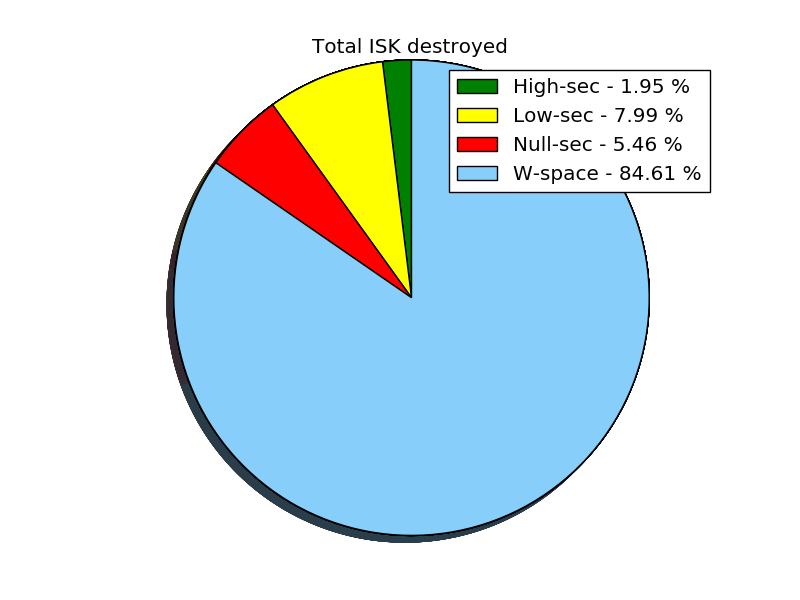 Total ISK destroyed
High-sec - 1.95 %
Low-sec - 7.99 %
Null-sec - 5.46 %
W-space - 84.61 %